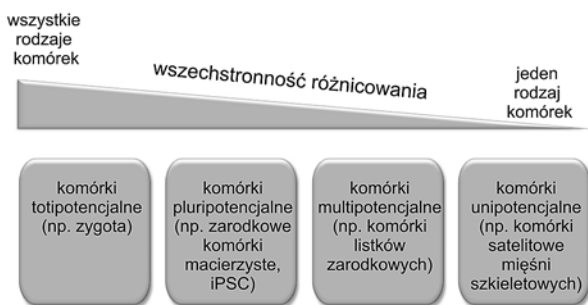 wszystkie
rodzaje
komórek
wszechstronność różnicowania
jeden
rodzaj
komórek
komórki
totipotencjalne
(np. zygota)
komórki
pluripotencjalne
(np. zarodkowe
komórki
macierzyste,
iPSC)
komórki
multipotencjalne
(np. komórki
listków
zarodkowych)
komórki
unipotencjalne
(np. komórki
satelitowe
mięśni
szkieletowych)